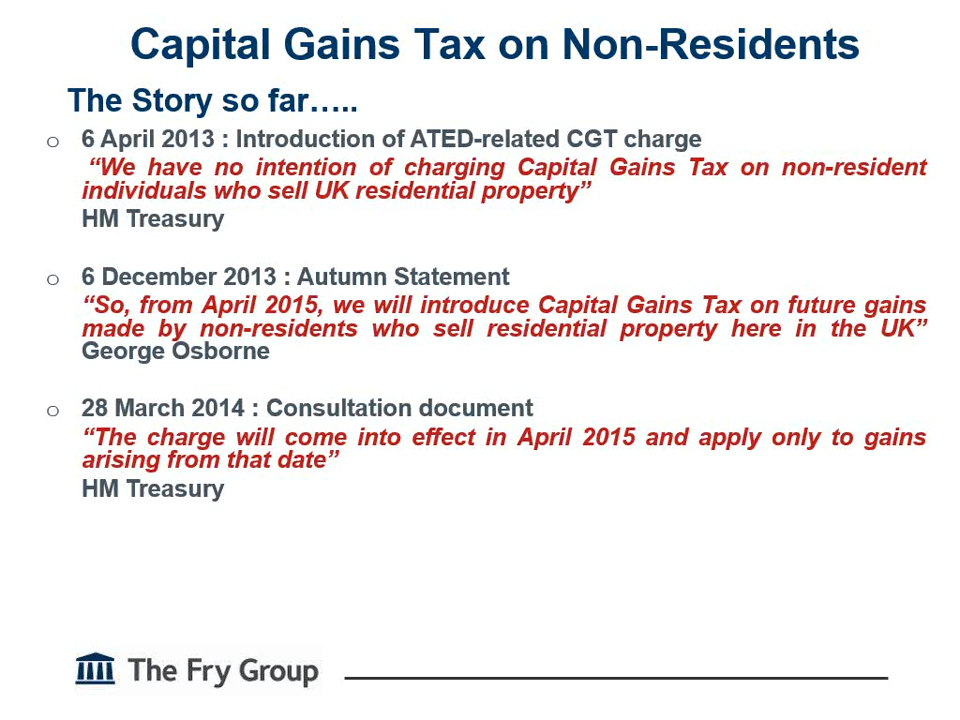 Capital Gains Tax on Non-Residents
The Story so far…..
o 6 April 2013 : Introduction of ATED-related CGT charge
“We have no intention of charging Capital Gains Tax on non-resident
individuals who sell UK residential property”
HM Treasury
o 6 December 2013 : Autumn Statement
“So, from April 2015, we will introduce Capital Gains Tax on future gains
made by non-residents who sell residential property here in the UK”
George Osborne
o 28 March 2014 : Consultation document
“The charge will come into effect in April 2015 and apply only to gains
arising from that date”
HM Treasury
The Fry Group